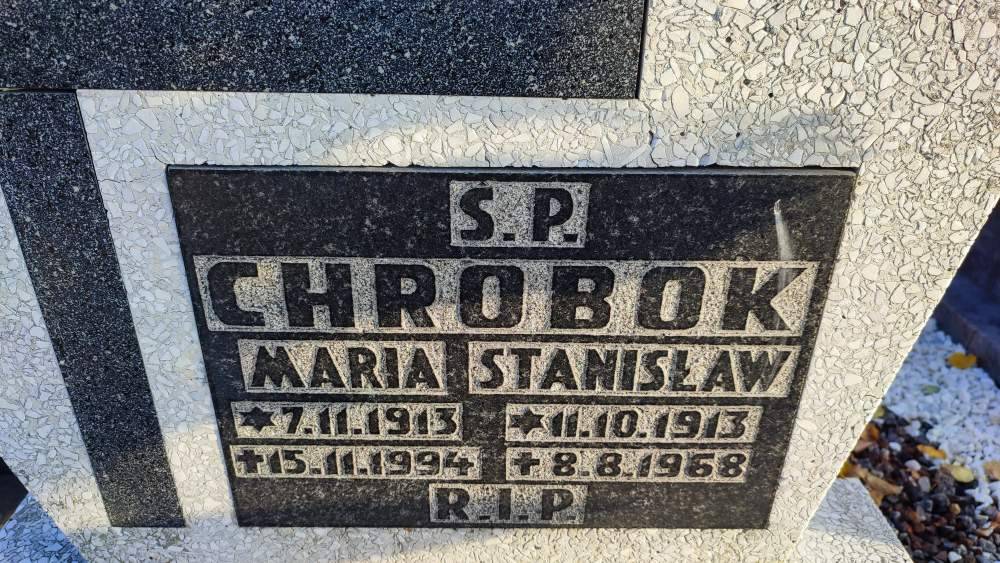 S. P.
CHROBOK
MARIA STANISŁAW
*7.11.1913 *11.10.1913
+15.11.1994 +8.8.1968
R.I.P.